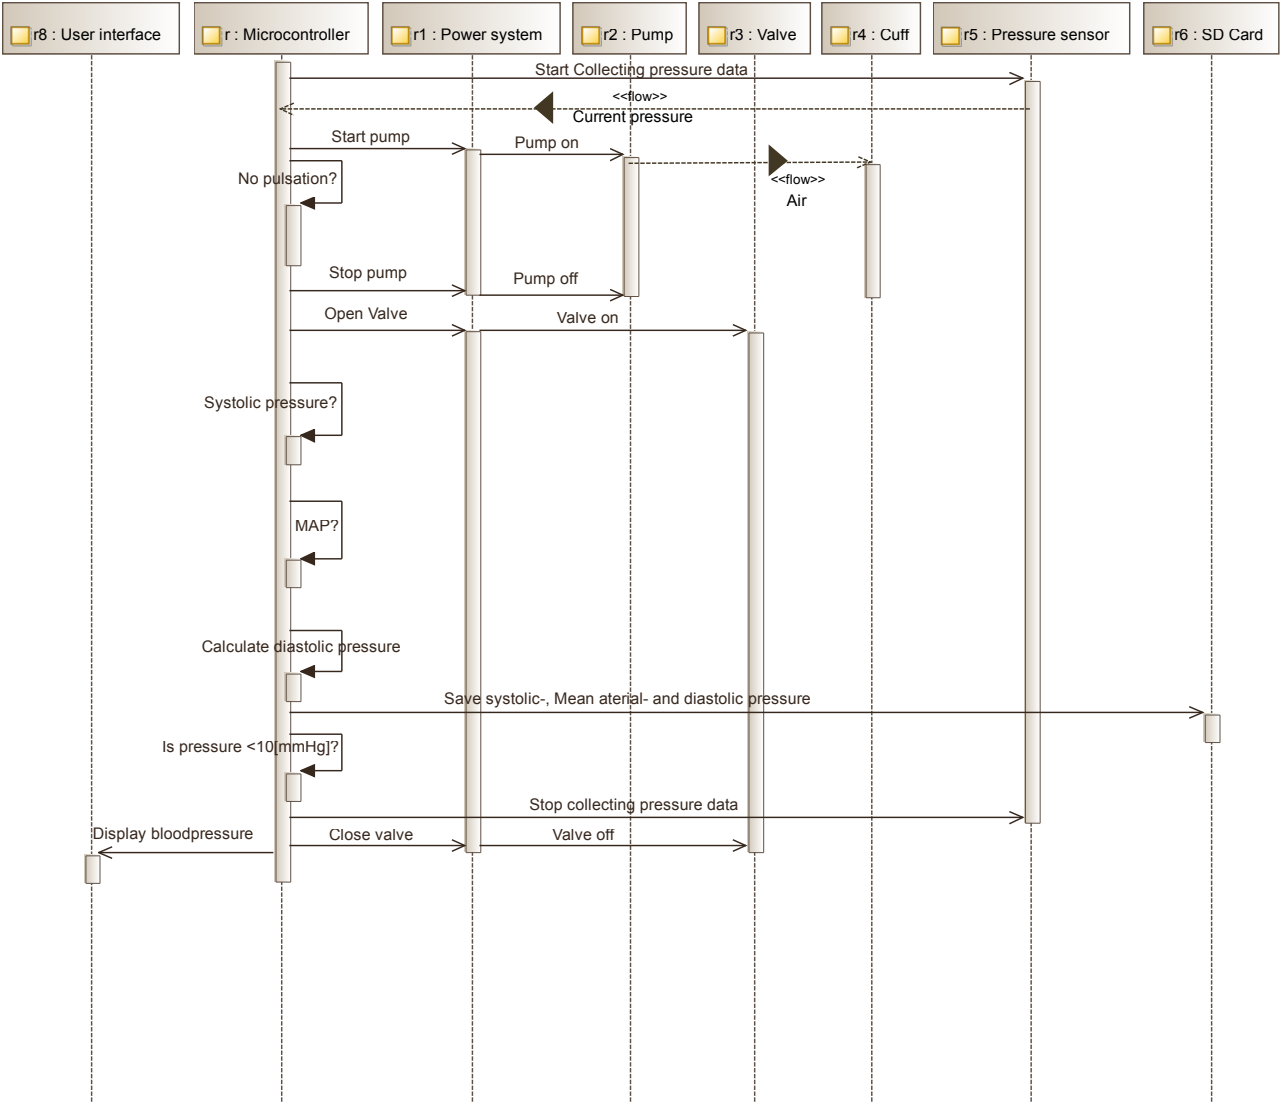 r8 : User interface
r : Microcontroller
r1 : Power system
r2 : Pump
r3 : Valve
r4 : Cuff
r5 : Pressure sensor
r6 : SD Card
Start Collecting pressure data
<<flow>>
Current pressure
Start pump
Pump on
No pulsation?
<<flow>>
Air
Stop pump
Pump off
Open Valve
Valve on
Systolic pressure?
MAP?
Calculate diastolic pressure
Save systolic-, Mean aterial- and diastolic pressure
Is pressure <10[mmHg]?
Stop collecting pressure data
Display bloodpressure
Close valve
Valve off